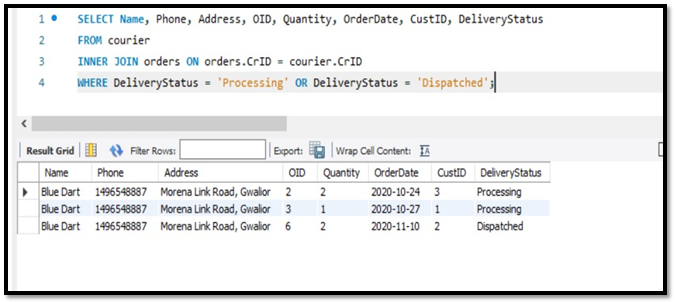 1 SELECT Name, Phone, Address, OID, Quantity, OrderDate, CustID, DeliveryStatus
2 FROM courier
3 INNER JOIN orders ON orders.CrID = courier.CrID
4 WHERE DeliveryStatus = 'Processing' OR DeliveryStatus = 'Dispatched';
Result Grid Filter Rows: Export: Wrap Cell Content:
Name Phone Address OID Quantity OrderDate CustID DeliveryStatus
Blue Dart 1496548887 Morena Link Road, Gwalior 2 2 2020-10-24 3 Processing
Blue Dart 1496548887 Morena Link Road, Gwalior 3 1 2020-10-27 1 Processing
Blue Dart 1496548887 Morena Link Road, Gwalior 6 2 2020-11-10 2 Dispatched